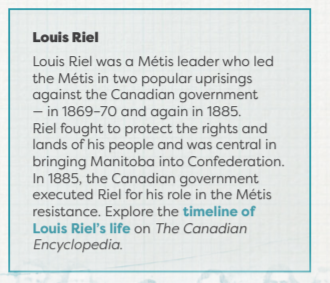 Louis Riel
Louis Riel was a Métis leader who led
the Métis in two popular uprisings
against the Canadian government
— in 1869–70 and again in 1885.
Riel fought to protect the rights and
lands of his people and was central in
bringing Manitoba into Confederation.
In 1885, the Canadian government
executed Riel for his role in the Métis
resistance. Explore the timeline of
Louis Riel's life on The Canadian
Encyclopedia.